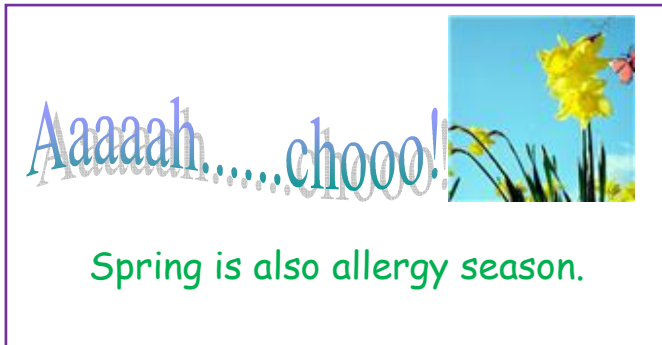 Aaaaah......chooo!!
Spring is also allergy season.